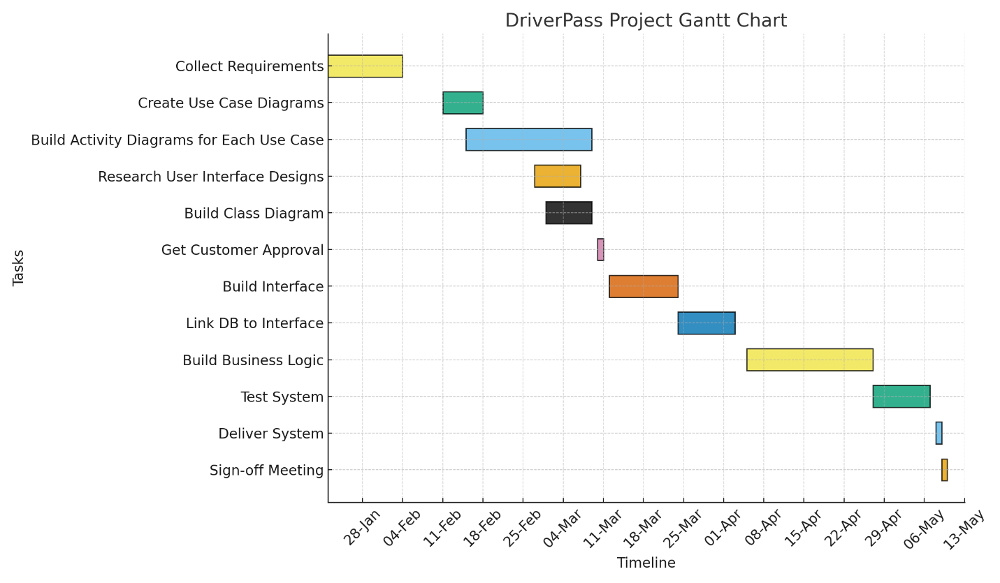 DriverPass Project Gantt Chart
Collect Requirements
Create Use Case Diagrams
Build Activity Diagrams for Each Use Case
Research User Interface Designs
Build Class Diagram
Get Customer Approval
Build Interface
Link DB to Interface
Build Business Logic
Test System
Deliver System
Sign-off Meeting
Tasks
28-Jan
04-Feb
11-Feb
18-Feb
25-Feb
04-Mar
11-Mar
18-Mar
25-Mar
01-Apr
08-Apr
15-Apr
22-Apr
29-Apr
06-May
13-May
Timeline